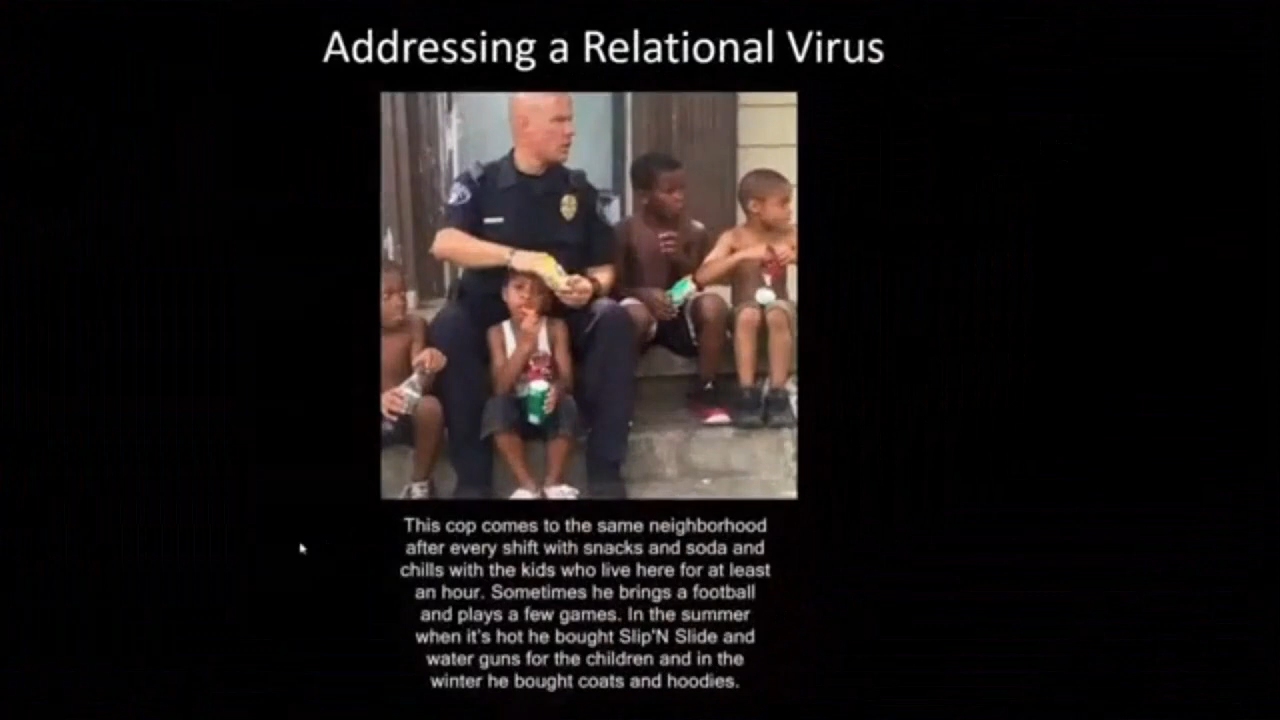 Addressing a Relational Virus
This cop comes to the same neighborhood
after every shift with snacks and soda and
chills with the kids who live here for at least
an hour. Sometimes he brings a football
and plays a few games. In the summer
when it's hot he bought Slip'N Slide and
water guns for the children and in the
winter he bought coats and hoodies.